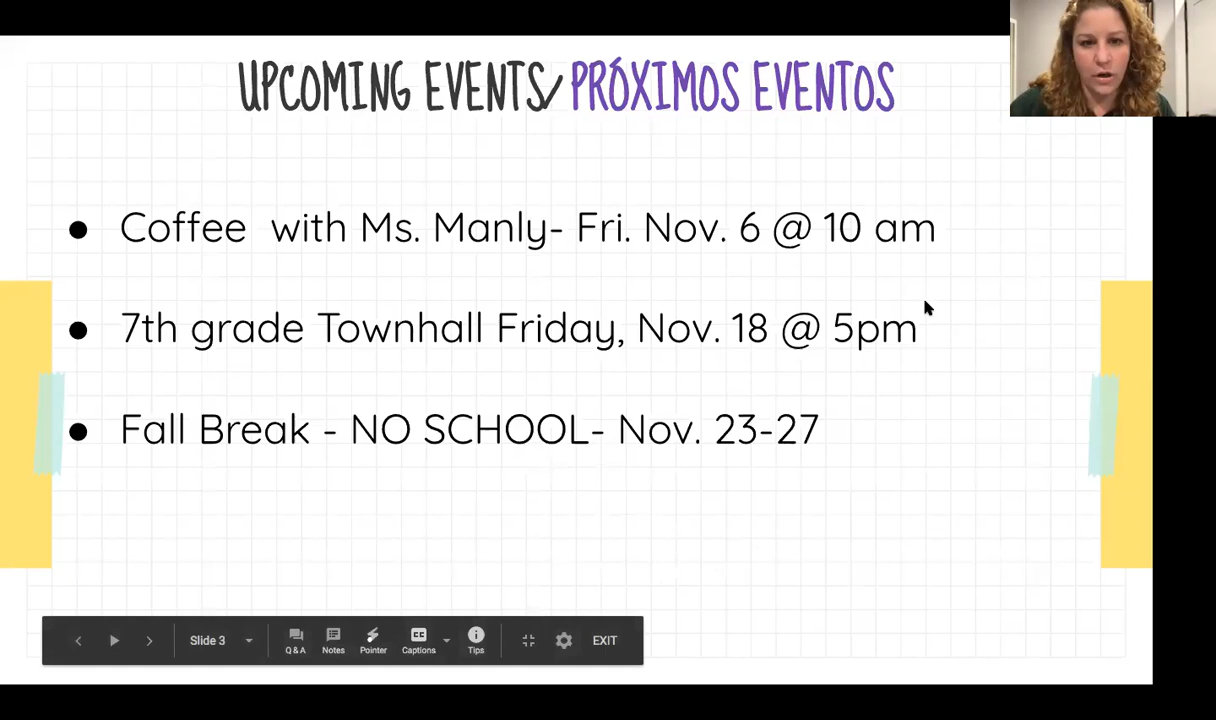 UPCOMING EVENTS/PRÓXIMOS EVENTOS
● Coffee with Ms. Manly- Fri. Nov. 6 @ 10 am
● 7th grade Townhall Friday, Nov. 18 @ 5pm
● Fall Break - NO SCHOOL- Nov. 23-27
Slide 3 Q&A Notes Pointer Captions Tips EXIT